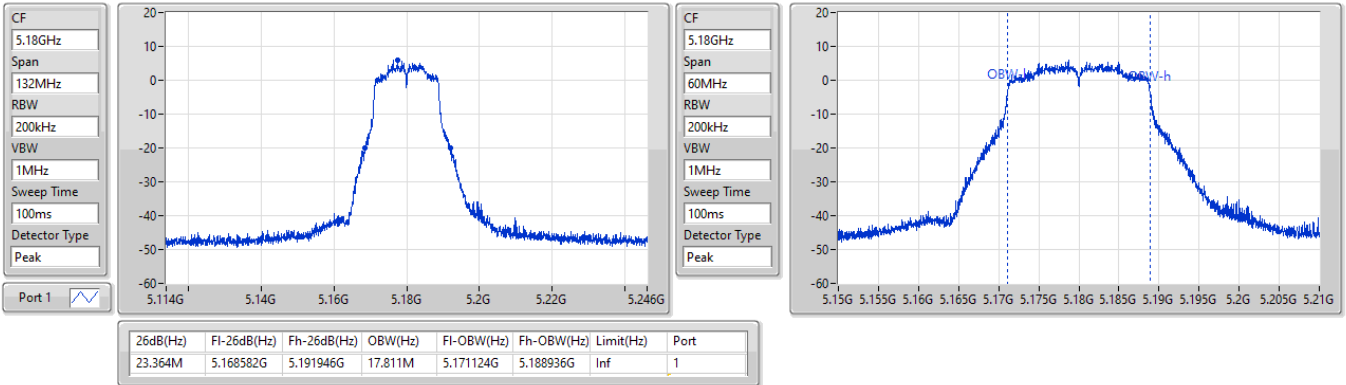 CF
5.18GHz
Span
132MHz
RBW
200kHz
VBW
1MHz
Sweep Time
100ms
Detector Type
Peak
Port 1
20-
10-
0-
-10-
-20-
-30-
-40-
-50-
-60-
5.114G 5.14G 5.16G 5.18G 5.2G 5.22G 5.246G
CF
5.18GHz
Span
60MHz
RBW
200kHz
VBW
1MHz
Sweep Time
100ms
Detector Type
Peak
20-
10-
0-
-10-
-20-
-30-
-40-
-50-
-60-
OBW-h
5.15G 5.155G 5.16G 5.165G 5.17G 5.175G 5.18G 5.185G 5.19G 5.195G 5.2G 5.205G 5.21G
26dB(Hz) Fl-26dB(Hz) Fh-26dB(Hz) OBW(Hz) Fl-OBW(Hz) Fh-OBW(Hz) Limit(Hz) Port
23.364M 5.168582G 5.191946G 17.811M 5.171124G 5.188936G Inf 1